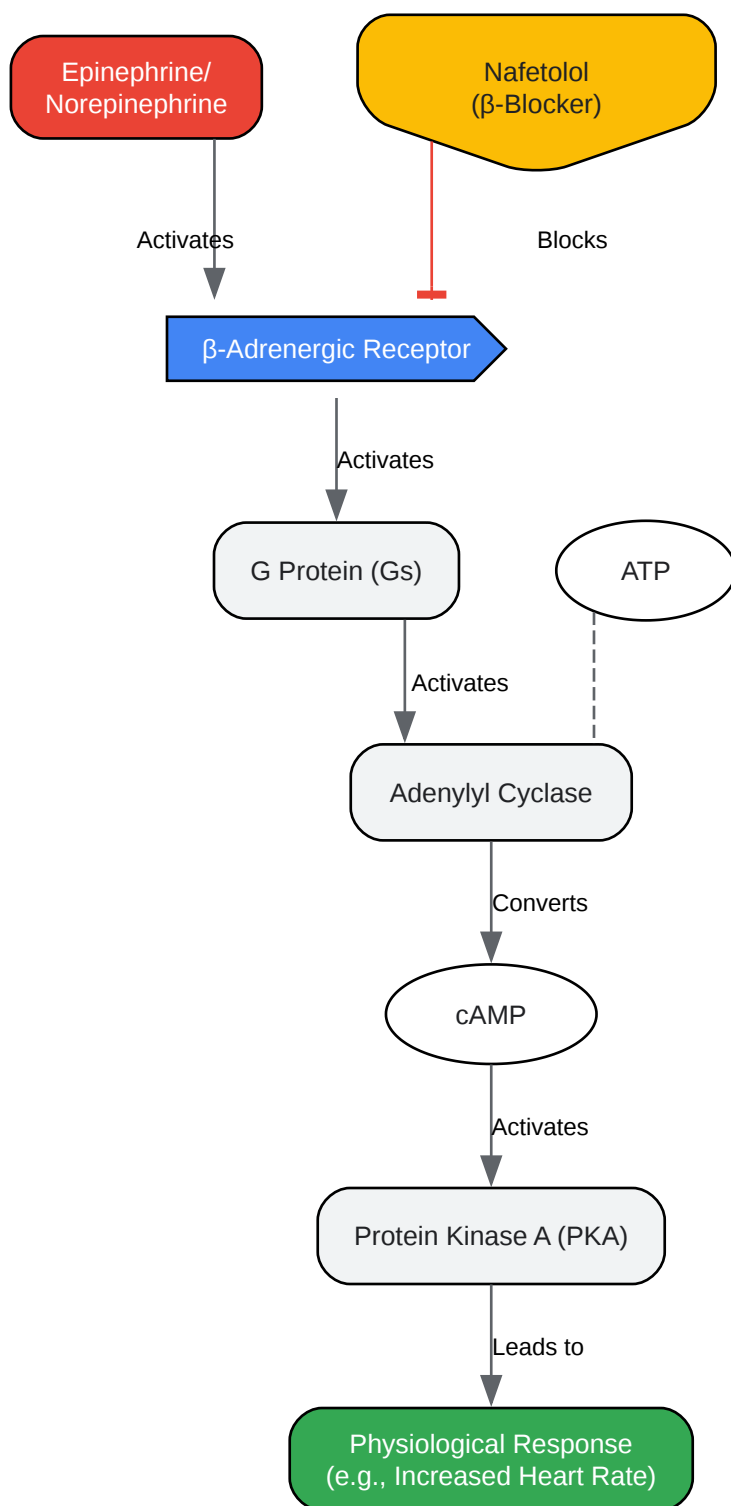 Epinephrine/
Norepinephrine
Nafetolol
(β-Blocker)
Activates
Blocks
β-Adrenergic Receptor
Activates
G Protein (Gs)
ATP
Activates
Adenylyl Cyclase
Converts
cAMP
Activates
Protein Kinase A (PKA)
Leads to
Physiological Response
(e.g., Increased Heart Rate)